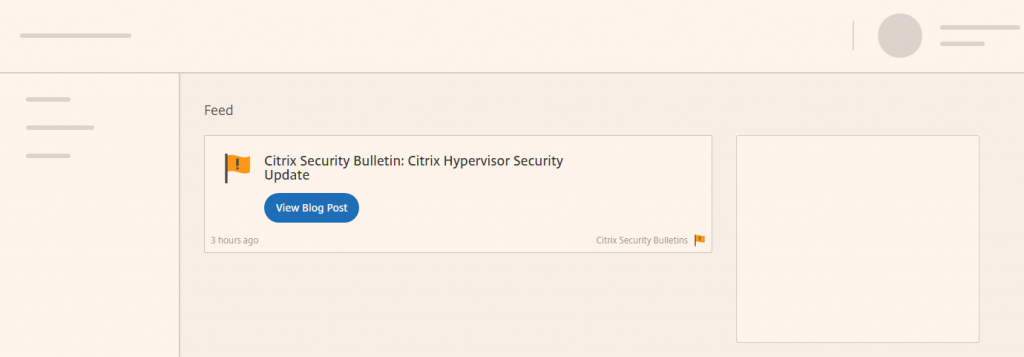 Feed
Citrix Security Bulletin: Citrix Hypervisor Security
Update
View Blog Post
3 hours ago
Citrix Security Bulletins